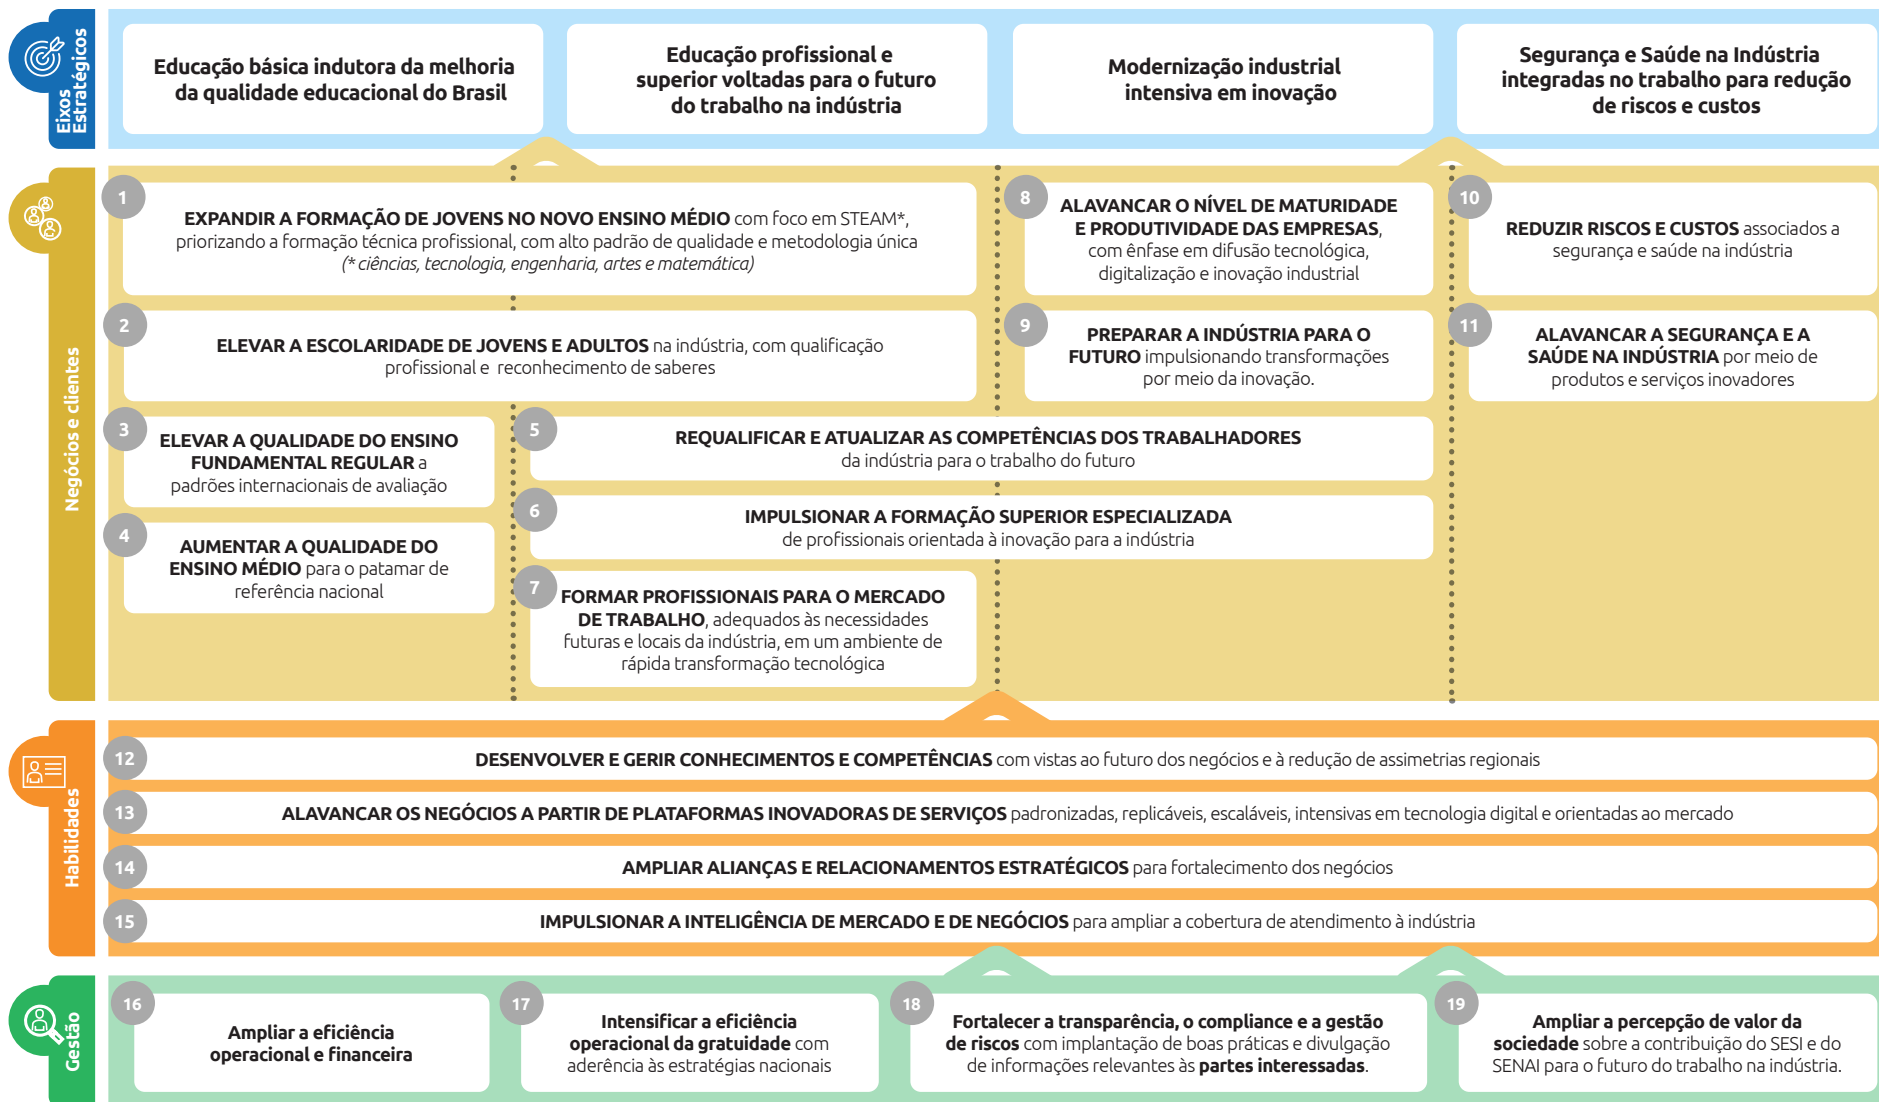 Eixos
Estratégicos
Educação básica indutora da melhoria
da qualidade educacional do Brasil
Educação profissional e
superior voltadas para o futuro
do trabalho na indústria
Modernização industrial
intensiva em inovação
Segurança e Saúde na Indústria
integradas no trabalho para redução
de riscos e custos
Negócios e clientes
1
EXPANDIR A FORMAÇÃO DE JOVENS NO NOVO ENSINO MÉDIO com foco em STEAM*,
priorizando a formação técnica profissional, com alto padrão de qualidade e metodologia única
(* ciências, tecnologia, engenharia, artes e matemática)
2
ELEVAR A ESCOLARIDADE DE JOVENS E ADULTOS na indústria, com qualificação
profissional e reconhecimento de saberes
3
ELEVAR A QUALIDADE DO ENSINO
FUNDAMENTAL REGULAR a
padrões internacionais de avaliação
4
AUMENTAR A QUALIDADE DO
ENSINO MÉDIO para o patamar de
referência nacional
5
REQUALIFICAR E ATUALIZAR AS COMPETÊNCIAS DOS TRABALHADORES
da indústria para o trabalho do futuro
6
IMPULSIONAR A FORMAÇÃO SUPERIOR ESPECIALIZADA
de profissionais orientada à inovação para a indústria
7
FORMAR PROFISSIONAIS PARA O MERCADO
DE TRABALHO, adequados às necessidades
futuras e locais da indústria, em um ambiente de
rápida transformação tecnológica
8
ALAVANCAR O NÍVEL DE MATURIDADE
E PRODUTIVIDADE DAS EMPRESAS,
com ênfase em difusão tecnológica,
digitalização e inovação industrial
9
PREPARAR A INDÚSTRIA PARA O
FUTURO impulsionando transformações
por meio da inovação.
10
REDUZIR RISCOS E CUSTOS associados a
segurança e saúde na indústria
11
ALAVANCAR A SEGURANÇA E A
SAÚDE NA INDÚSTRIA por meio de
produtos e serviços inovadores
Habilidades
12
DESENVOLVER E GERIR CONHECIMENTOS E COMPETÊNCIAS com vistas ao futuro dos negócios e à redução de assimetrias regionais
13
ALAVANCAR OS NEGÓCIOS A PARTIR DE PLATAFORMAS INOVADORAS DE SERVIÇOS padronizadas, replicáveis, escaláveis, intensivas em tecnologia digital e orientadas ao mercado
14
AMPLIAR ALIANÇAS E RELACIONAMENTOS ESTRATÉGICOS para fortalecimento dos negócios
15
IMPULSIONAR A INTELIGÊNCIA DE MERCADO E DE NEGÓCIOS para ampliar a cobertura de atendimento à indústria
Gestão
16
Ampliar a eficiência
operacional e financeira
17
Intensificar a eficiência
operacional da gratuidade com
aderência às estratégias nacionais
18
Fortalecer a transparência, o compliance e a gestão
de riscos com implantação de boas práticas e divulgação
de informações relevantes às partes interessadas.
19
Ampliar a percepção de valor da
sociedade sobre a contribuição do SESI e do
SENAI para o futuro do trabalho na indústria.